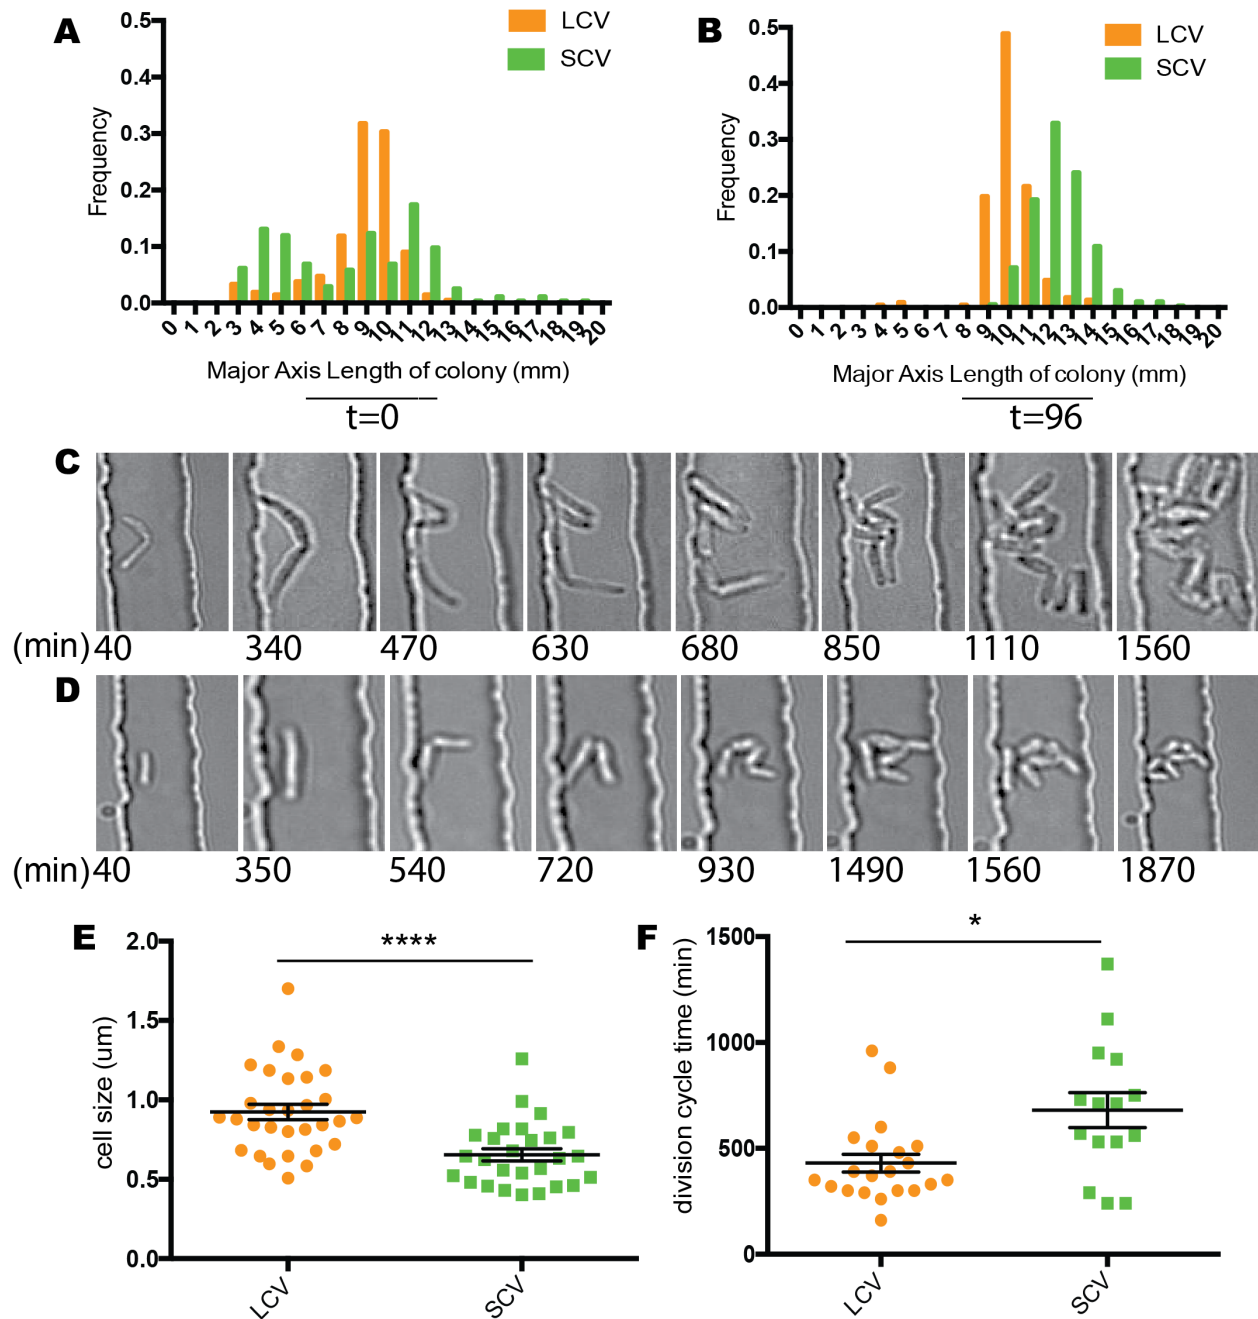 A
LCV
SCV
Frequency
0.5
0.4
0.3
0.2
0.1
0.0
0 1 2 3 4 5 6 7 8 9 10 11 12 13 14 15 16 17 18 19 20
Major Axis Length of colony (mm)
t=0
B
LCV
SCV
Frequency
0.5
0.4
0.3
0.2
0.1
0.0
0 1 2 3 4 5 6 7 8 9 10 11 12 13 14 15 16 17 18 19 20
Major Axis Length of colony (mm)
t=96
C
(min) 40 340 470 630 680 850 1110 1560
D
(min) 40 350 540 720 930 1490 1560 1870
E
****
cell size (um)
2.0
1.5
1.0
0.5
0.0
LCV SCV
F
*
division cycle time (min)
1500
1000
500
0
LCV SCV